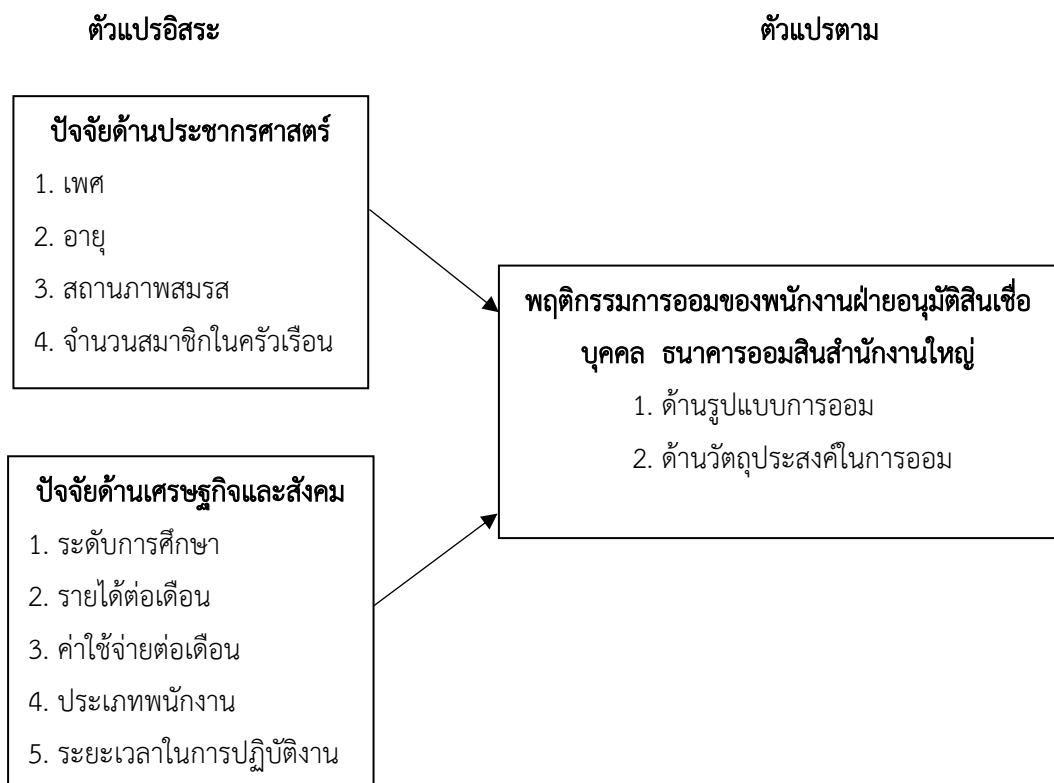 ตัวแปรอิสระ
ตัวแปรตาม
ปัจจัยด้านประชากรศาสตร์
1. เพศ
2. อายุ
3. สถานภาพสมรส
4. จำนวนสมาชิกในครัวเรือน
พฤติกรรมการออมของพนักงานฝ่ายอนุมัติสินเชื่อ
บุคคล ธนาคารออมสินสำนักงานใหญ่
1. ด้านรูปแบบการออม
2. ด้านวัตถุประสงค์ในการออม
ปัจจัยด้านเศรษฐกิจและสังคม
1. ระดับการศึกษา
2. รายได้ต่อเดือน
3. ค่าใช้จ่ายต่อเดือน
4. ประเภทพนักงาน
5. ระยะเวลาในการปฏิบัติงาน